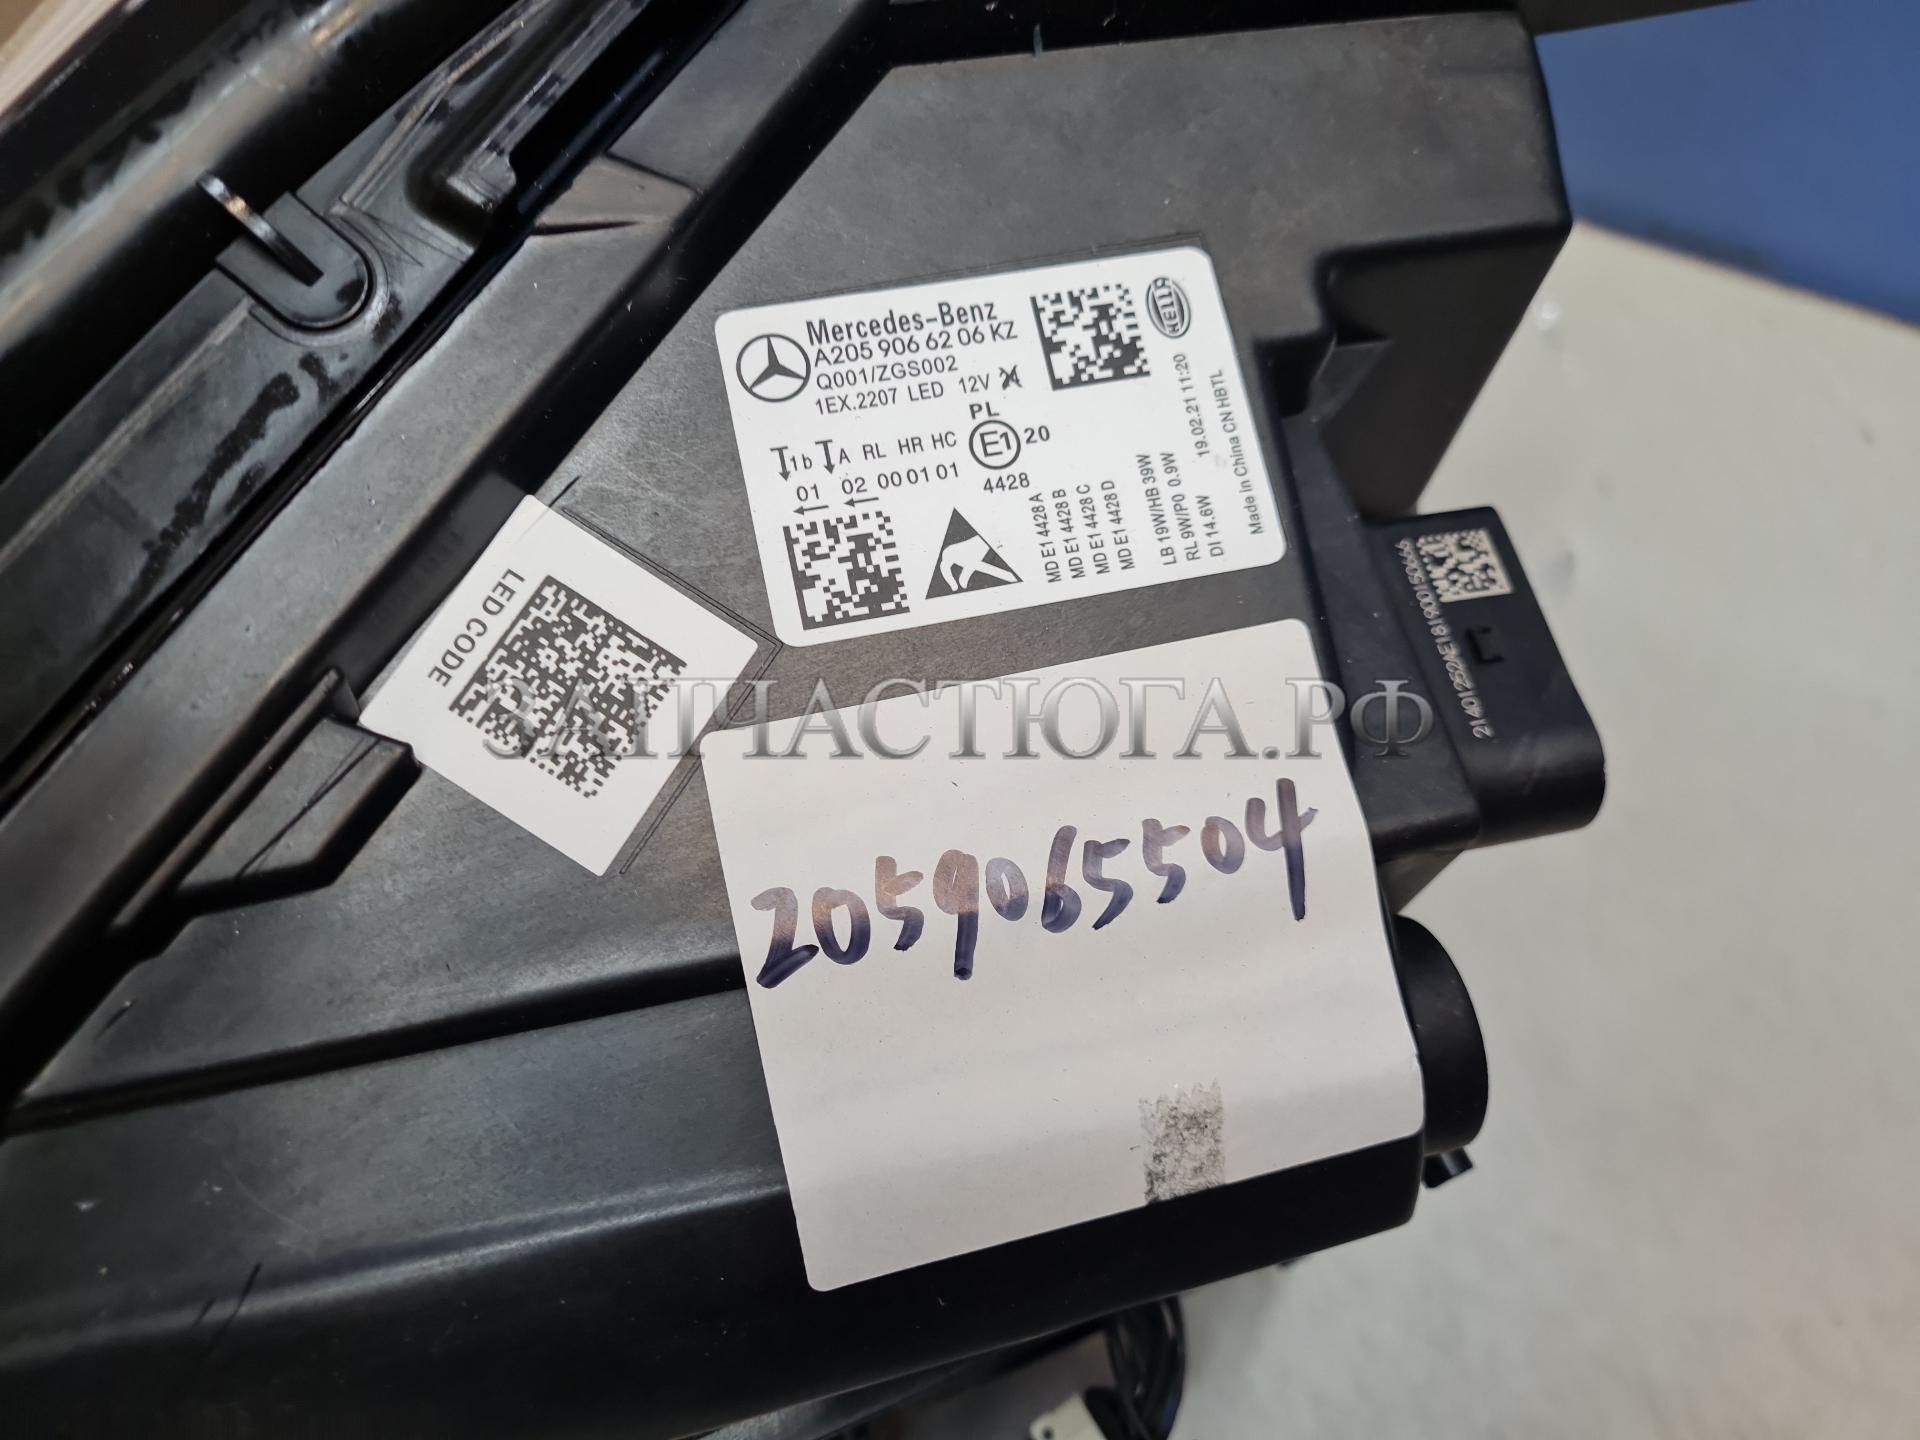 Mercedes-Benz
A205 906 62 06 KZ
Q001/ZGS002
1EX.2207 LED 12V
HELLA
PL
1b A RL HR HC E1 20
01 02 00 01 01 4428
MD E1 4428 A
MD E1 4428 B
MD E1 4428 C
MD E1 4428 D
LB 19W/HB 39W
RL 9W/P0 0.9W
DI 14.6W 19.02.21 11:20
Made in China CN HBTL
LED CODE
ЗАПЧАСТЮГА.РФ
2059065504